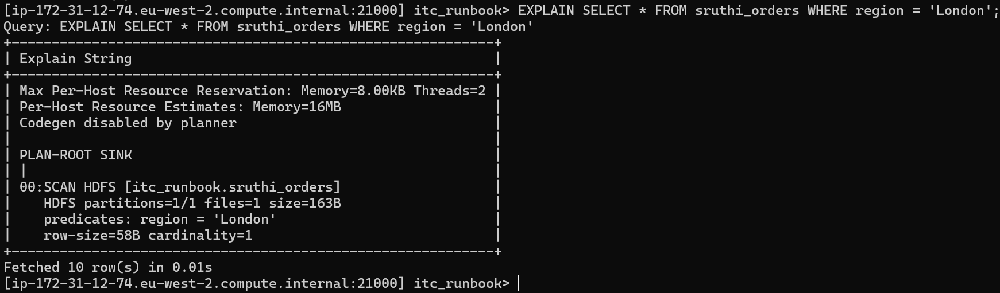 [ip-172-31-12-74.eu-west-2.compute.internal:21000] itc_runbook> EXPLAIN SELECT * FROM sruthi_orders WHERE region = 'London';
Query: EXPLAIN SELECT * FROM sruthi_orders WHERE region = 'London'
+------------------------------------------------------------+
| Explain String                                             |
+------------------------------------------------------------+
| Max Per-Host Resource Reservation: Memory=8.00KB Threads=2 |
| Per-Host Resource Estimates: Memory=16MB                   |
| Codegen disabled by planner                                |
|                                                            |
| PLAN-ROOT SINK                                             |
| |                                                          |
| 00:SCAN HDFS [itc_runbook.sruthi_orders]                   |
|    HDFS partitions=1/1 files=1 size=163B                   |
|    predicates: region = 'London'                           |
|    row-size=58B cardinality=1                              |
+------------------------------------------------------------+
Fetched 10 row(s) in 0.01s
[ip-172-31-12-74.eu-west-2.compute.internal:21000] itc_runbook>